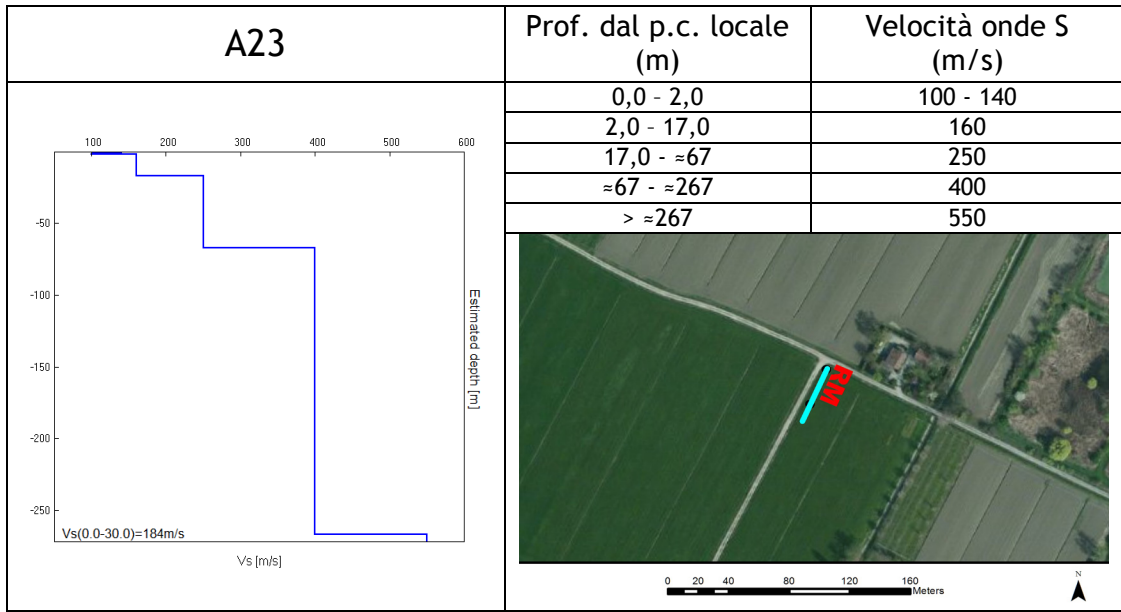 A23
Prof. dal p.c. locale
(m)
Velocità onde S
(m/s)
0,0 – 2,0
100 - 140
2,0 – 17,0
160
17,0 - ≈67
250
≈67 - ≈267
400
> ≈267
550
100 200 300 400 500 600
-50
-100
-150
-200
-250
Estimated depth [m]
Vs(0.0-30.0)=184m/s
Vs [m/s]
RM
0 20 40 80 120 160
Meters
N